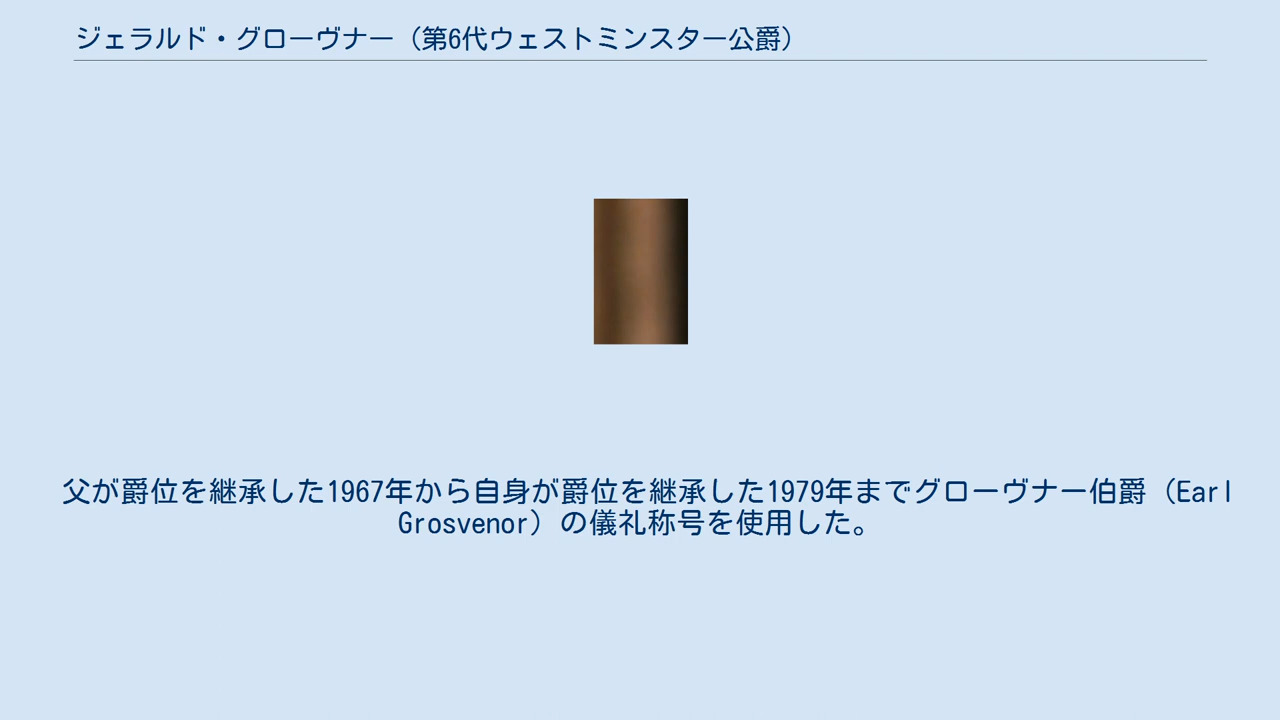 ジェラルド・グローヴナー（第6代ウェストミンスター公爵）
父が爵位を継承した1967年から自身が爵位を継承した1979年までグローヴナー伯爵（Earl
Grosvenor）の儀礼称号を使用した。